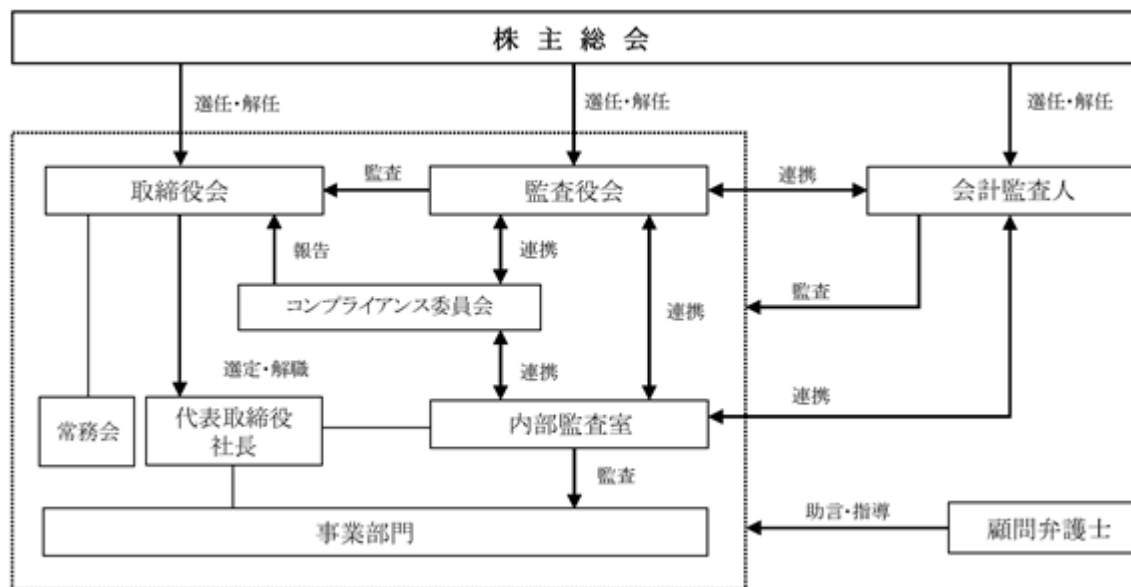 株主総会
選任・解任
選任・解任
選任・解任
取締役会
監査
監査役会
連携
会計監査人
報告
連携
コンプライアンス委員会
監査
連携
選定・解職
連携
常務会
代表取締役
社長
内部監査室
連携
監査
事業部門
助言・指導
顧問弁護士